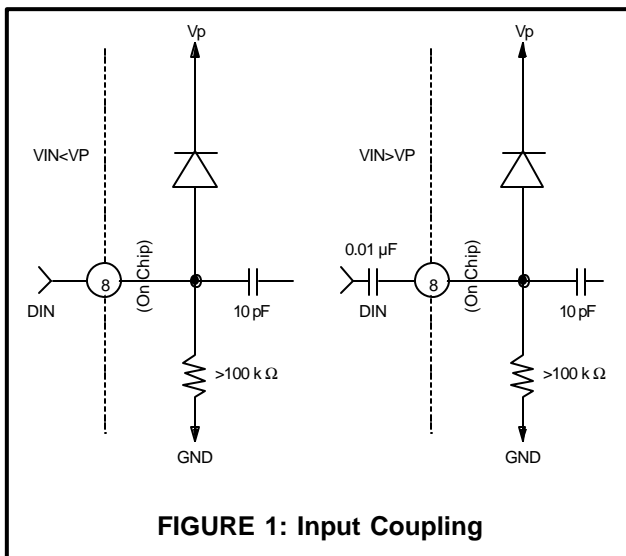 Vp
VIN<VP
(On Chip)
8
DIN
10 pF
>100 k Ω
GND
Vp
VIN>VP
0.01 µF
(On Chip)
8
DIN
10 pF
>100 k Ω
GND
FIGURE 1: Input Coupling